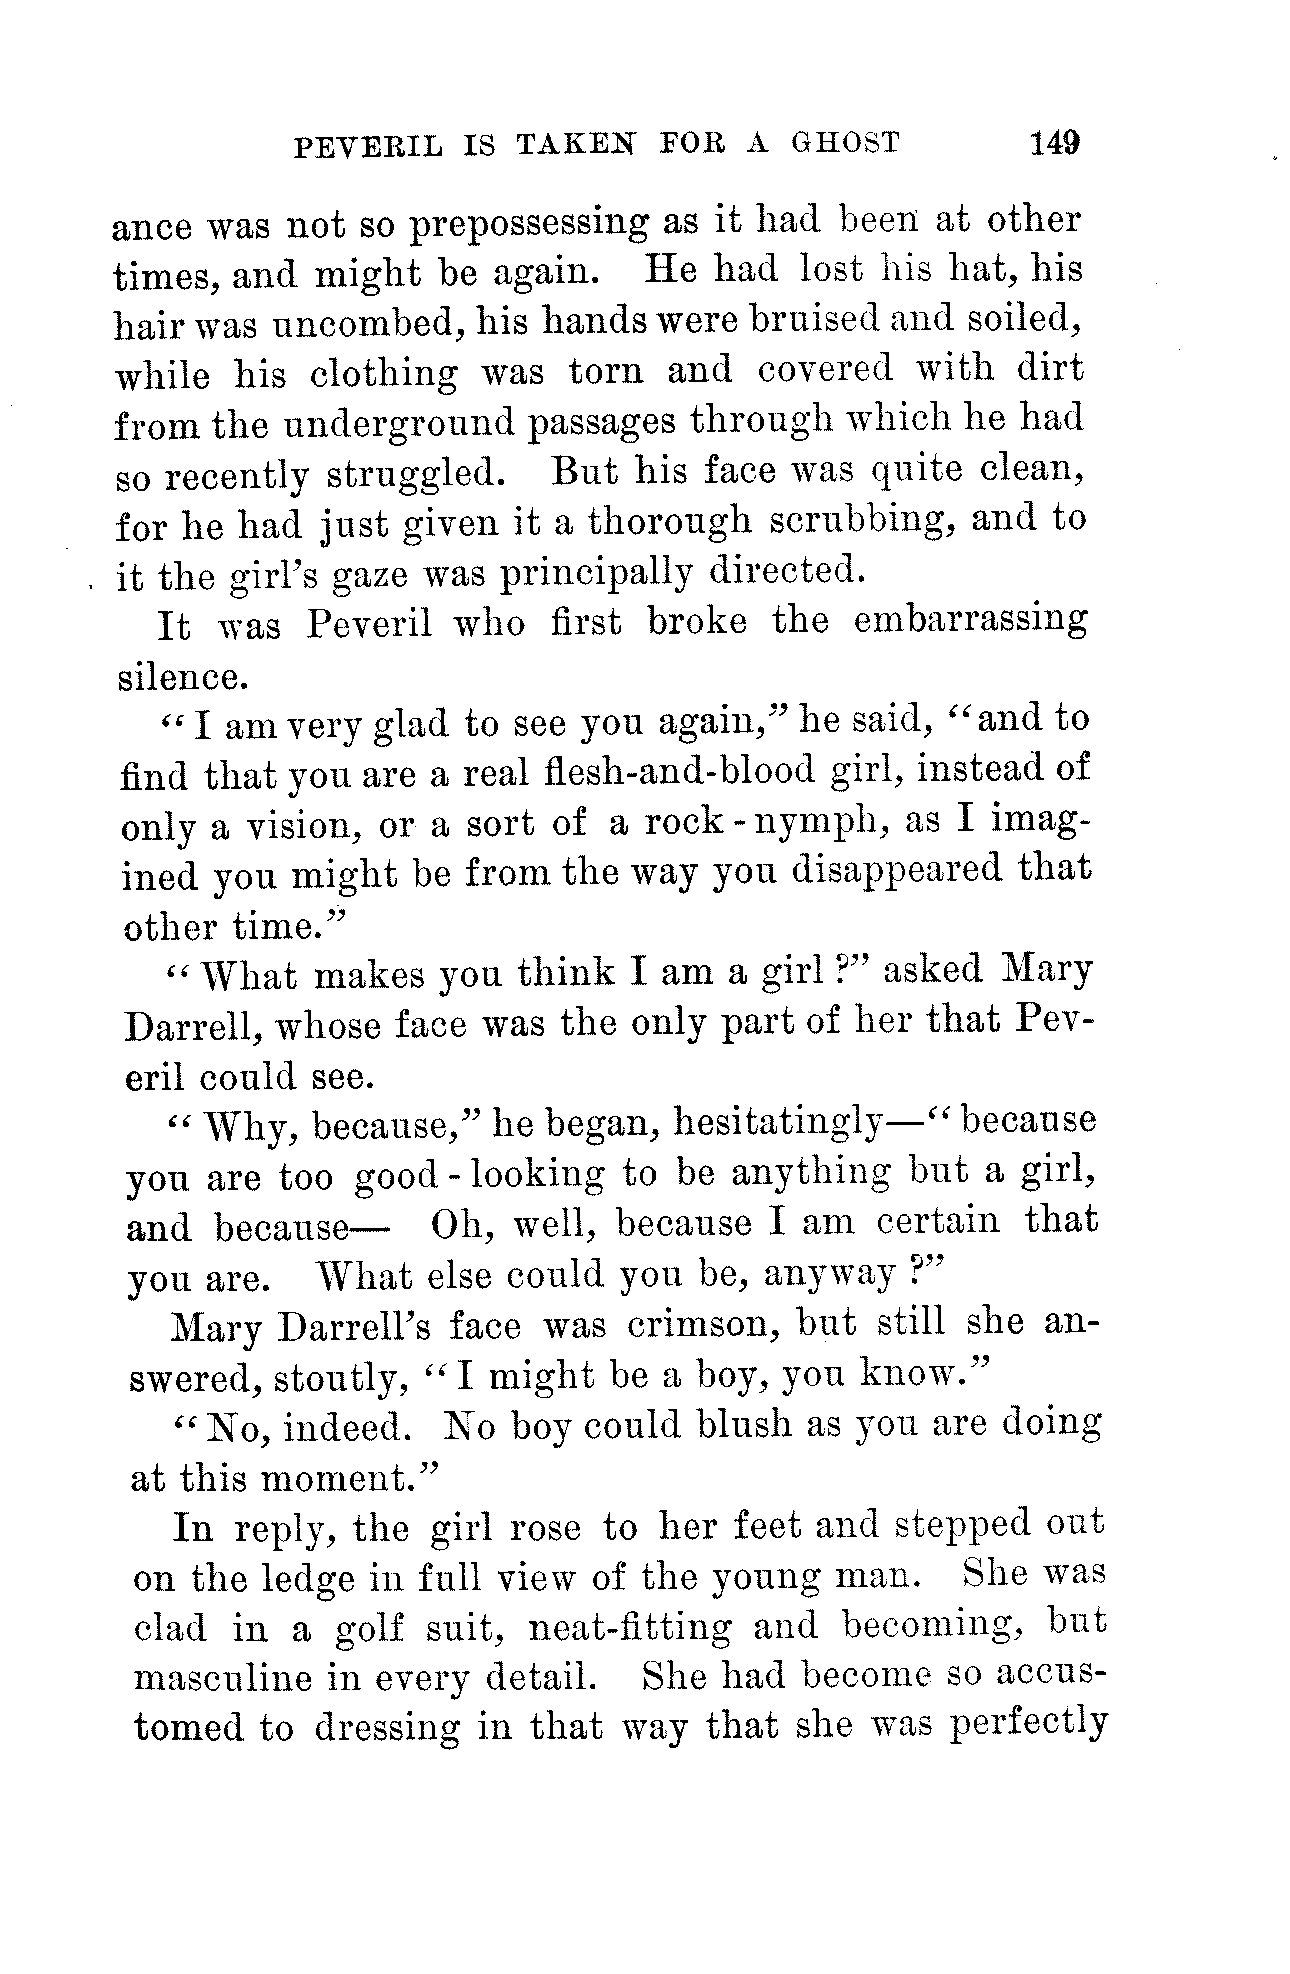 PEVERIL IS TAKEN FOR A GHOST 149
ance was not so prepossessing as it had been at other
times, and might be again. He had lost his hat, his
hair was uncombed, his hands were bruised and soiled,
while his clothing was torn and covered with dirt
from the underground passages through which he had
so recently struggled. But his face was quite clean,
for he had just given it a thorough scrubbing, and to
it the girl's gaze was principally directed.
It was Peveril who first broke the embarrassing
silence.
“I am very glad to see you again,” he said, “and to
find that you are a real flesh-and-blood girl, instead of
only a vision, or a sort of a rock-nymph, as I imag-
ined you might be from the way you disappeared that
other time.”
“What makes you think I am a girl?” asked Mary
Darrell, whose face was the only part of her that Pev-
eril could see.
“Why, because,” he began, hesitatingly—“because
you are too good-looking to be anything but a girl,
and because— Oh, well, because I am certain that
you are. What else could you be, anyway?”
Mary Darrell's face was crimson, but still she an-
swered, stoutly, “I might be a boy, you know.”
“No, indeed. No boy could blush as you are doing
at this moment.”
In reply, the girl rose to her feet and stepped out
on the ledge in full view of the young man. She was
clad in a golf suit, neat-fitting and becoming, but
masculine in every detail. She had become so accus-
tomed to dressing in that way that she was perfectly